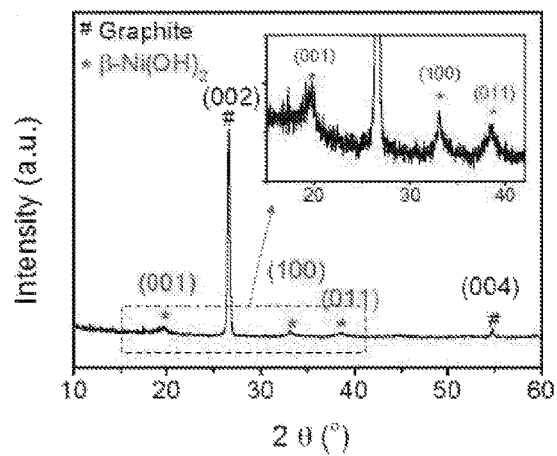 # Graphite
* β-Ni(OH)₂
(002)
#
(001)
*
(100)
*
(011)
*
20 30 40
(001)
*
(100)
*
(011)
*
(004)
#
Intensity (a.u.)
10 20 30 40 50 60
2 θ (°)